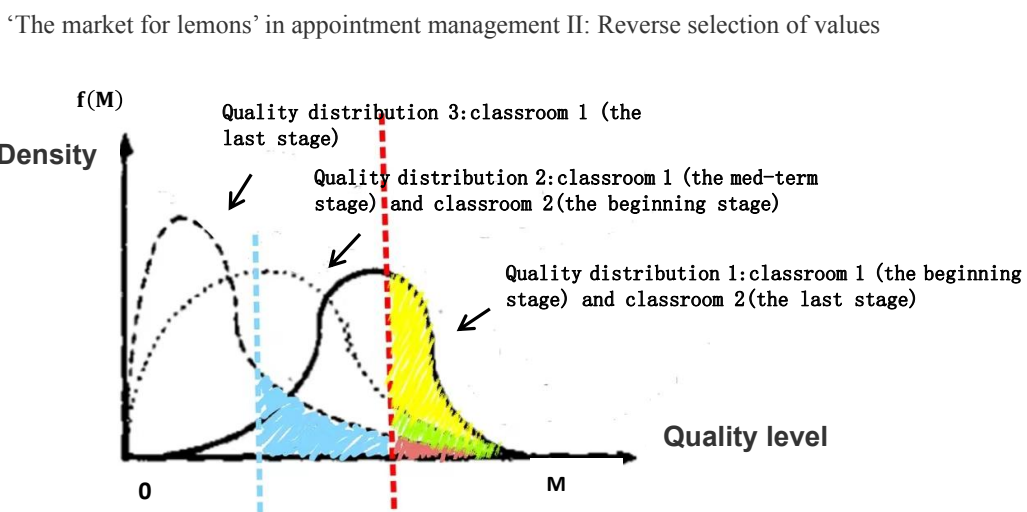 ‘The market for lemons’ in appointment management II: Reverse selection of values
f(M)
Density
Quality distribution 3:classroom 1 (the
last stage)
Quality distribution 2:classroom 1 (the med-term
stage) and classroom 2(the beginning stage)
Quality distribution 1:classroom 1 (the beginning
stage) and classroom 2(the last stage)
Quality level
0
M